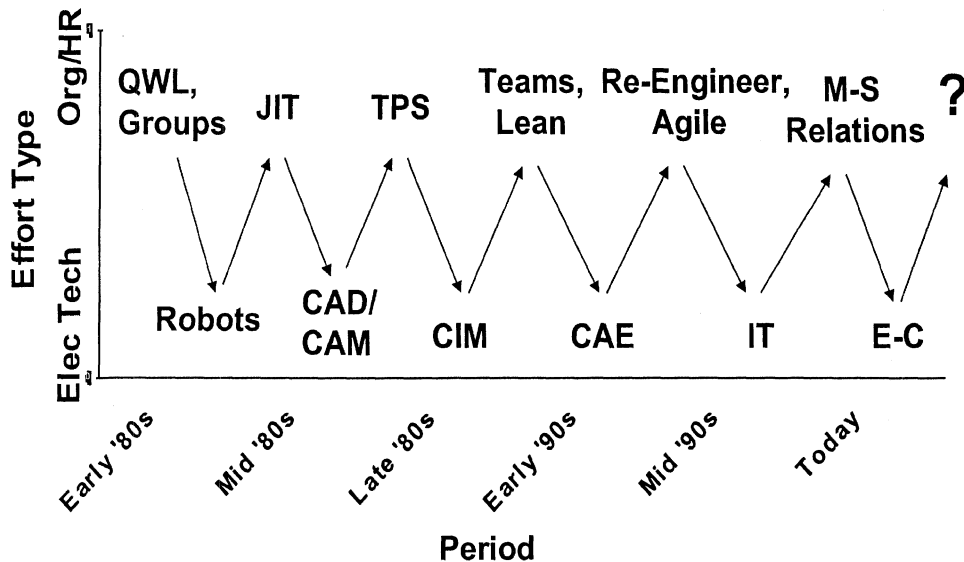 Effort Type
Org/HR
Elec Tech
QWL,
Groups
JIT
TPS
Teams,
Lean
Re-Engineer,
Agile
M-S
Relations
?
Robots
CAD/
CAM
CIM
CAE
IT
E-C
Early '80s
Mid '80s
Late '80s
Early '90s
Mid '90s
Today
Period